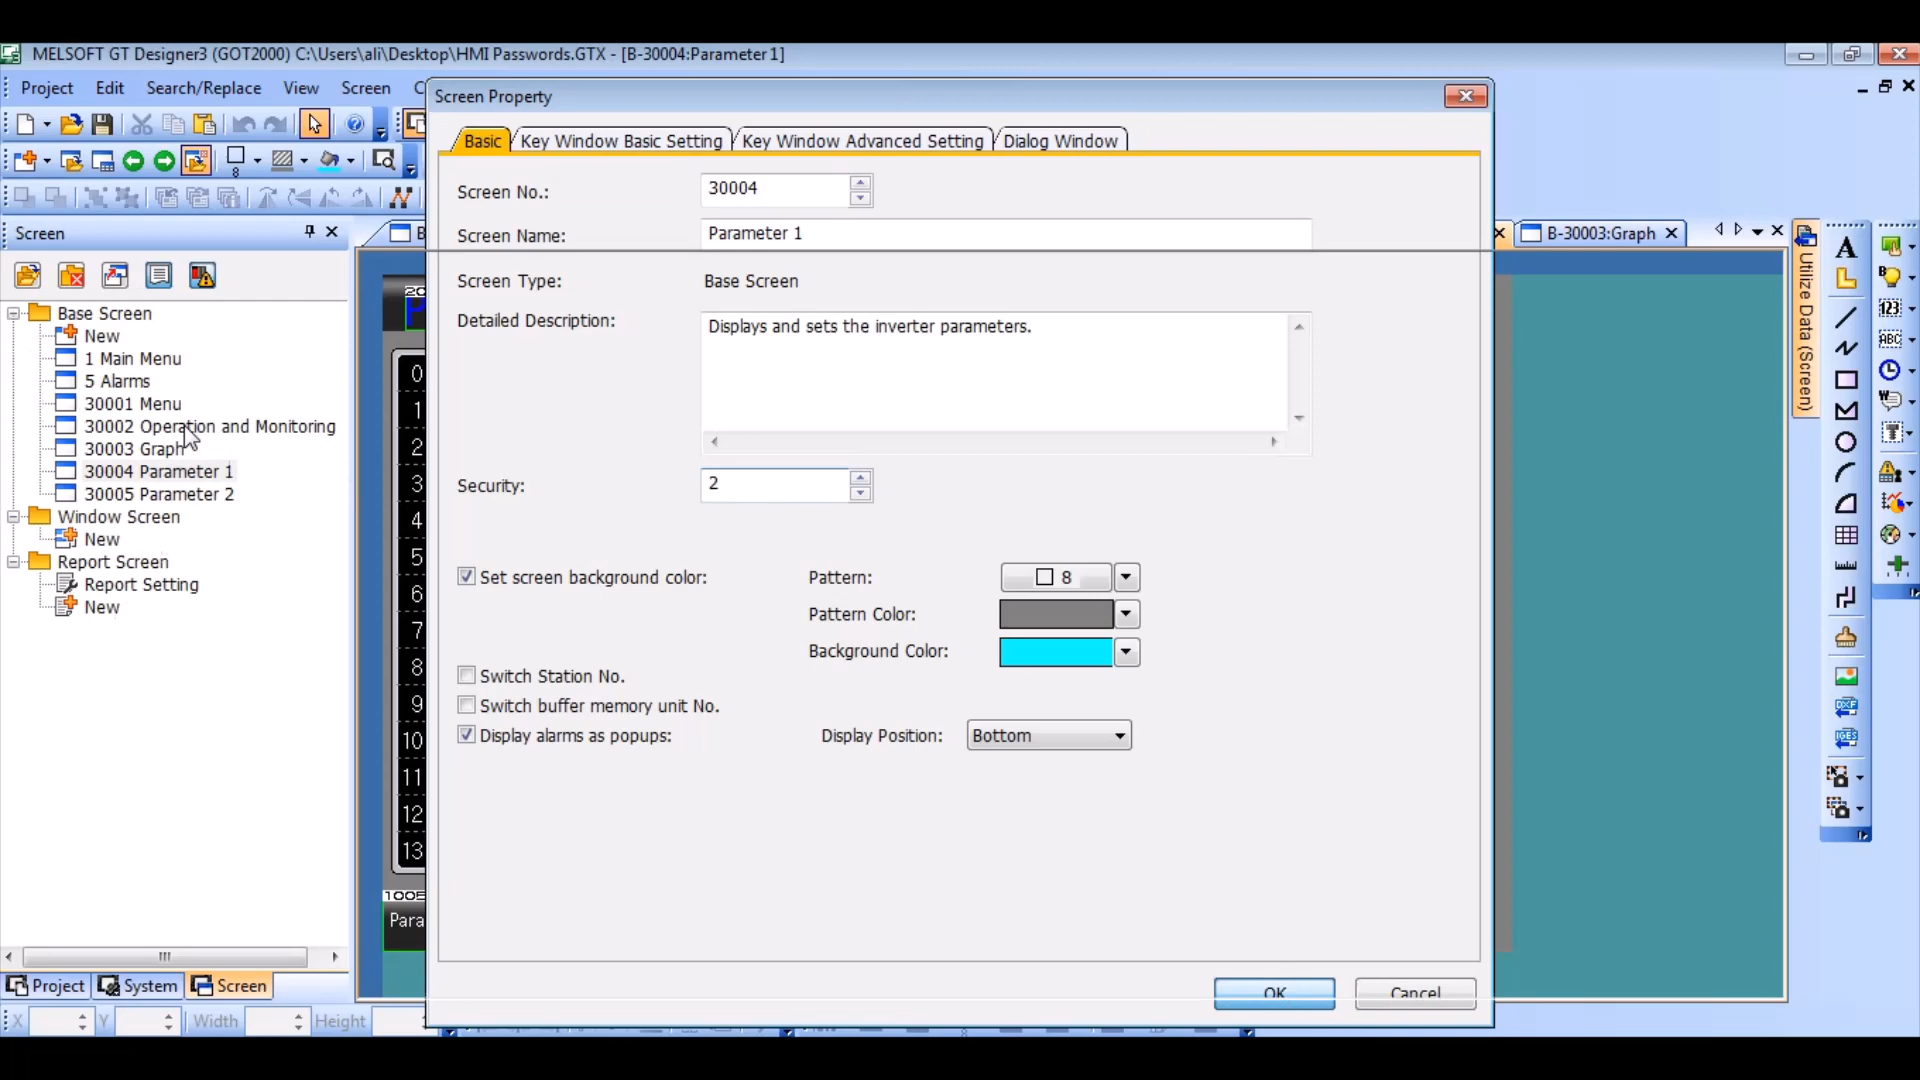 MELSOFT GT Designer3 (GOT2000) C:\Users\ali\Desktop\HMI Passwords.GTX - [B-30004:Parameter 1]
Project Edit Search/Replace View Screen C
Screen Property
Basic Key Window Basic Setting Key Window Advanced Setting Dialog Window
Screen No.: 30004
Screen Name: Parameter 1
Screen Type: Base Screen
Detailed Description: Displays and sets the inverter parameters.
Security: 2
Set screen background color: Pattern: 8
Pattern Color:
Background Color:
Switch Station No.
Switch buffer memory unit No.
Display alarms as popups: Display Position: Bottom
OK Cancel
8
Screen
Base Screen
New
1 Main Menu
5 Alarms
30001 Menu
30002 Operation and Monitoring
30003 Graph
30004 Parameter 1
30005 Parameter 2
Window Screen
New
Report Screen
Report Setting
New
Project System Screen
X Y Width Height
B
0
1
2
3
4
5
6
7
8
9
10
11
12
13
Para
B-30003:Graph
Utilize Data (Screen)
A
B
123
ABC
DXF
IGES